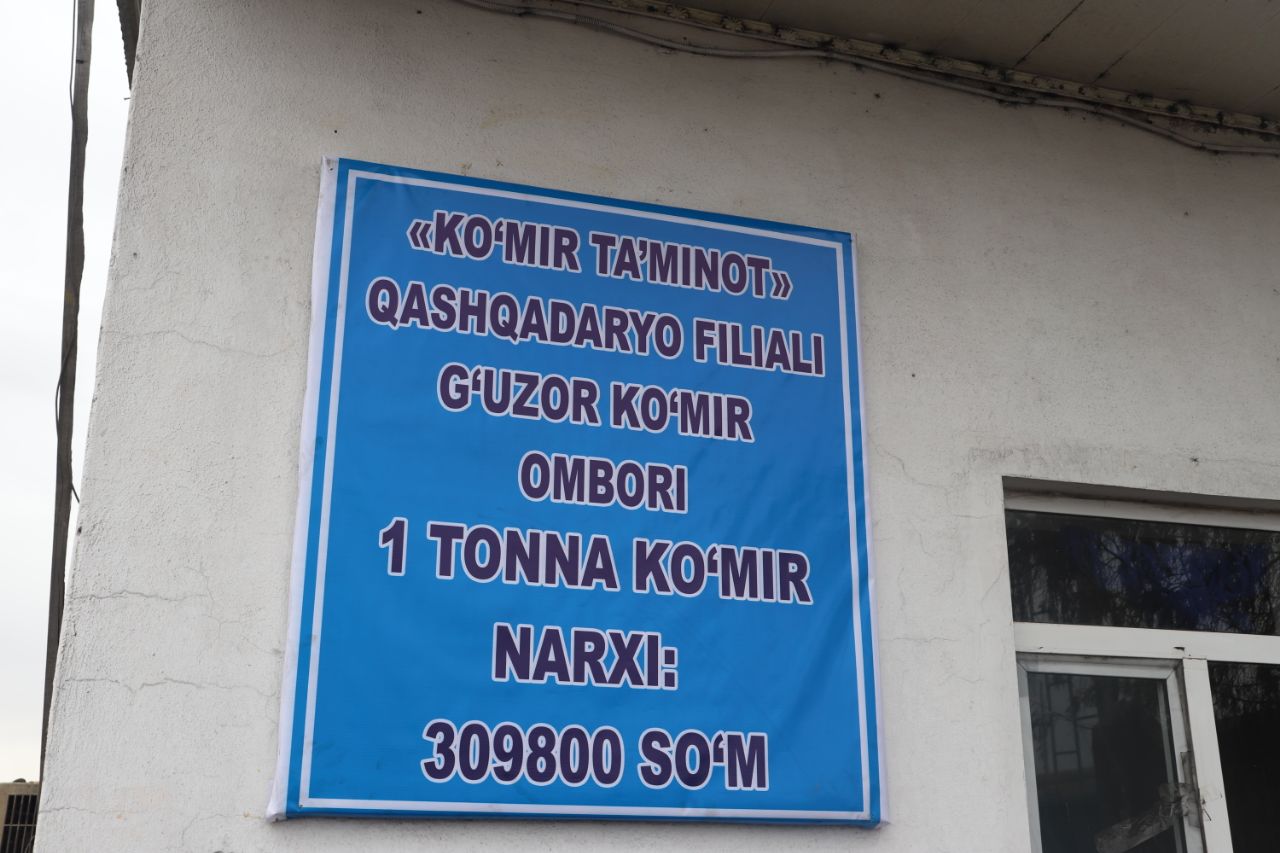 «KO‘MIR TA’MINOT»
QASHQADARYO FILIALI
G‘UZOR KO‘MIR
OMBORI
1 TONNA KO‘MIR
NARXI:
309800 SO‘M